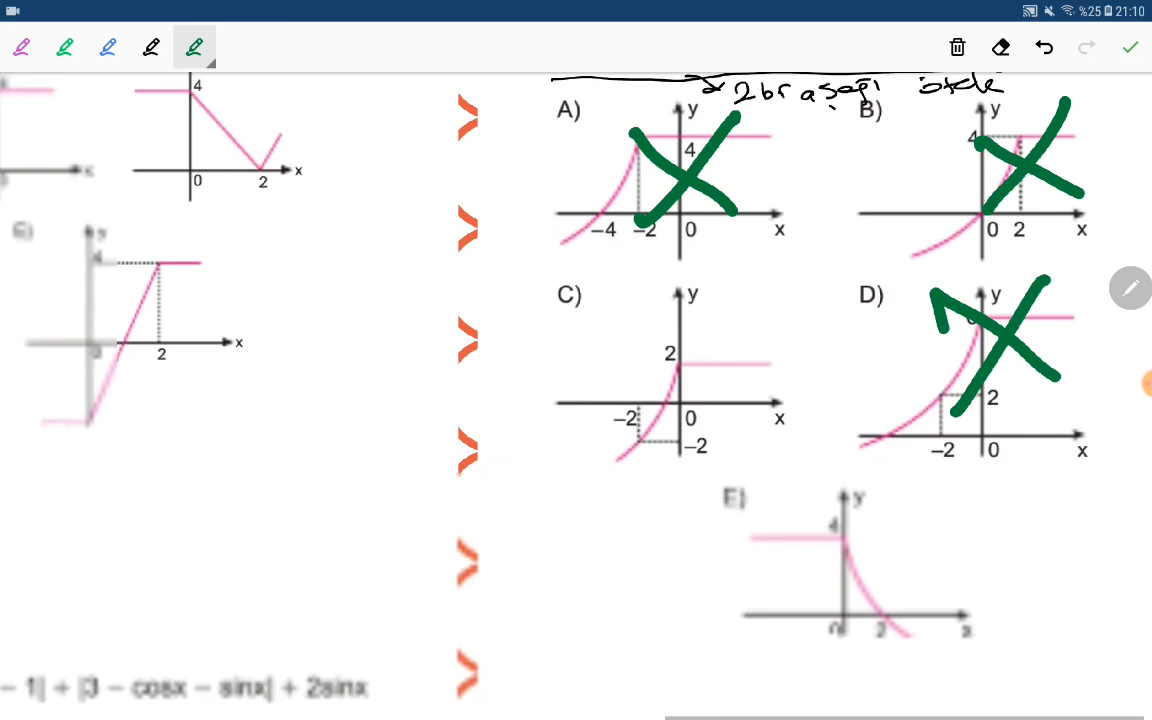 %25 21:10
2br aşağı ötele
A) y
B) y
4
4
4
0 2 x
−4 −2 0 x
0 2 x
E) y
4
C) y
D) y
2
0 2 x
−2 0 x
2
−2
−2 0 x
E) y
4
0 2 x
− 1| + |3 − cosx − sinx| + 2sinx